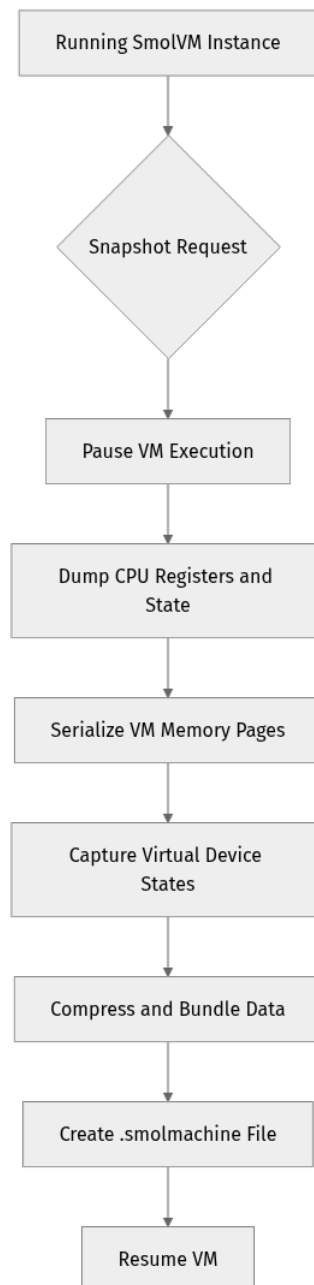 Running SmolVM Instance
Snapshot Request
Pause VM Execution
Dump CPU Registers and
State
Serialize VM Memory Pages
Capture Virtual Device
States
Compress and Bundle Data
Create .smolmachine File
Resume VM